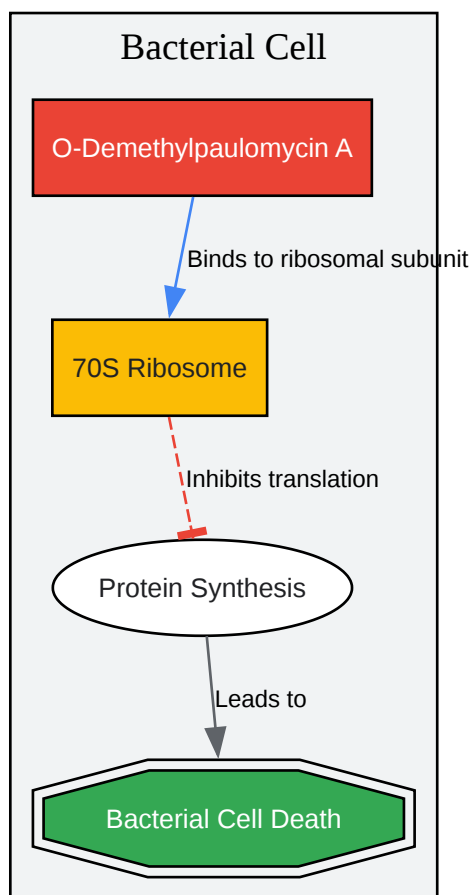 Bacterial Cell
O-Demethylpaulomycin A
Binds to ribosomal subunit
70S Ribosome
Inhibits translation
Protein Synthesis
Leads to
Bacterial Cell Death